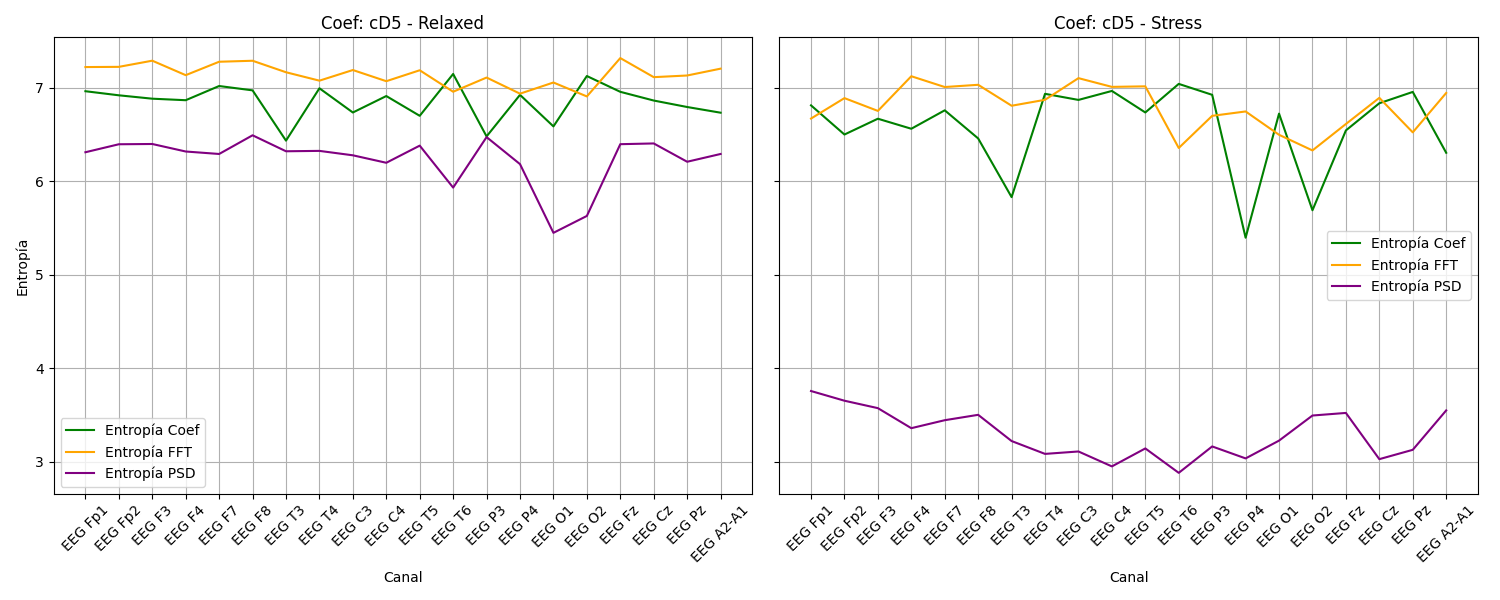 Coef: cD5 - Relaxed
Entropía
7
6
5
4
3
Entropía Coef
Entropía FFT
Entropía PSD
EEG Fp1
EEG Fp2
EEG F3
EEG F4
EEG F7
EEG F8
EEG T3
EEG T4
EEG C3
EEG C4
EEG T5
EEG T6
EEG P3
EEG P4
EEG O1
EEG O2
EEG Fz
EEG Cz
EEG Pz
EEG A2-A1
Canal
Coef: cD5 - Stress
Entropía Coef
Entropía FFT
Entropía PSD
EEG Fp1
EEG Fp2
EEG F3
EEG F4
EEG F7
EEG F8
EEG T3
EEG T4
EEG C3
EEG C4
EEG T5
EEG T6
EEG P3
EEG P4
EEG O1
EEG O2
EEG Fz
EEG Cz
EEG Pz
EEG A2-A1
Canal